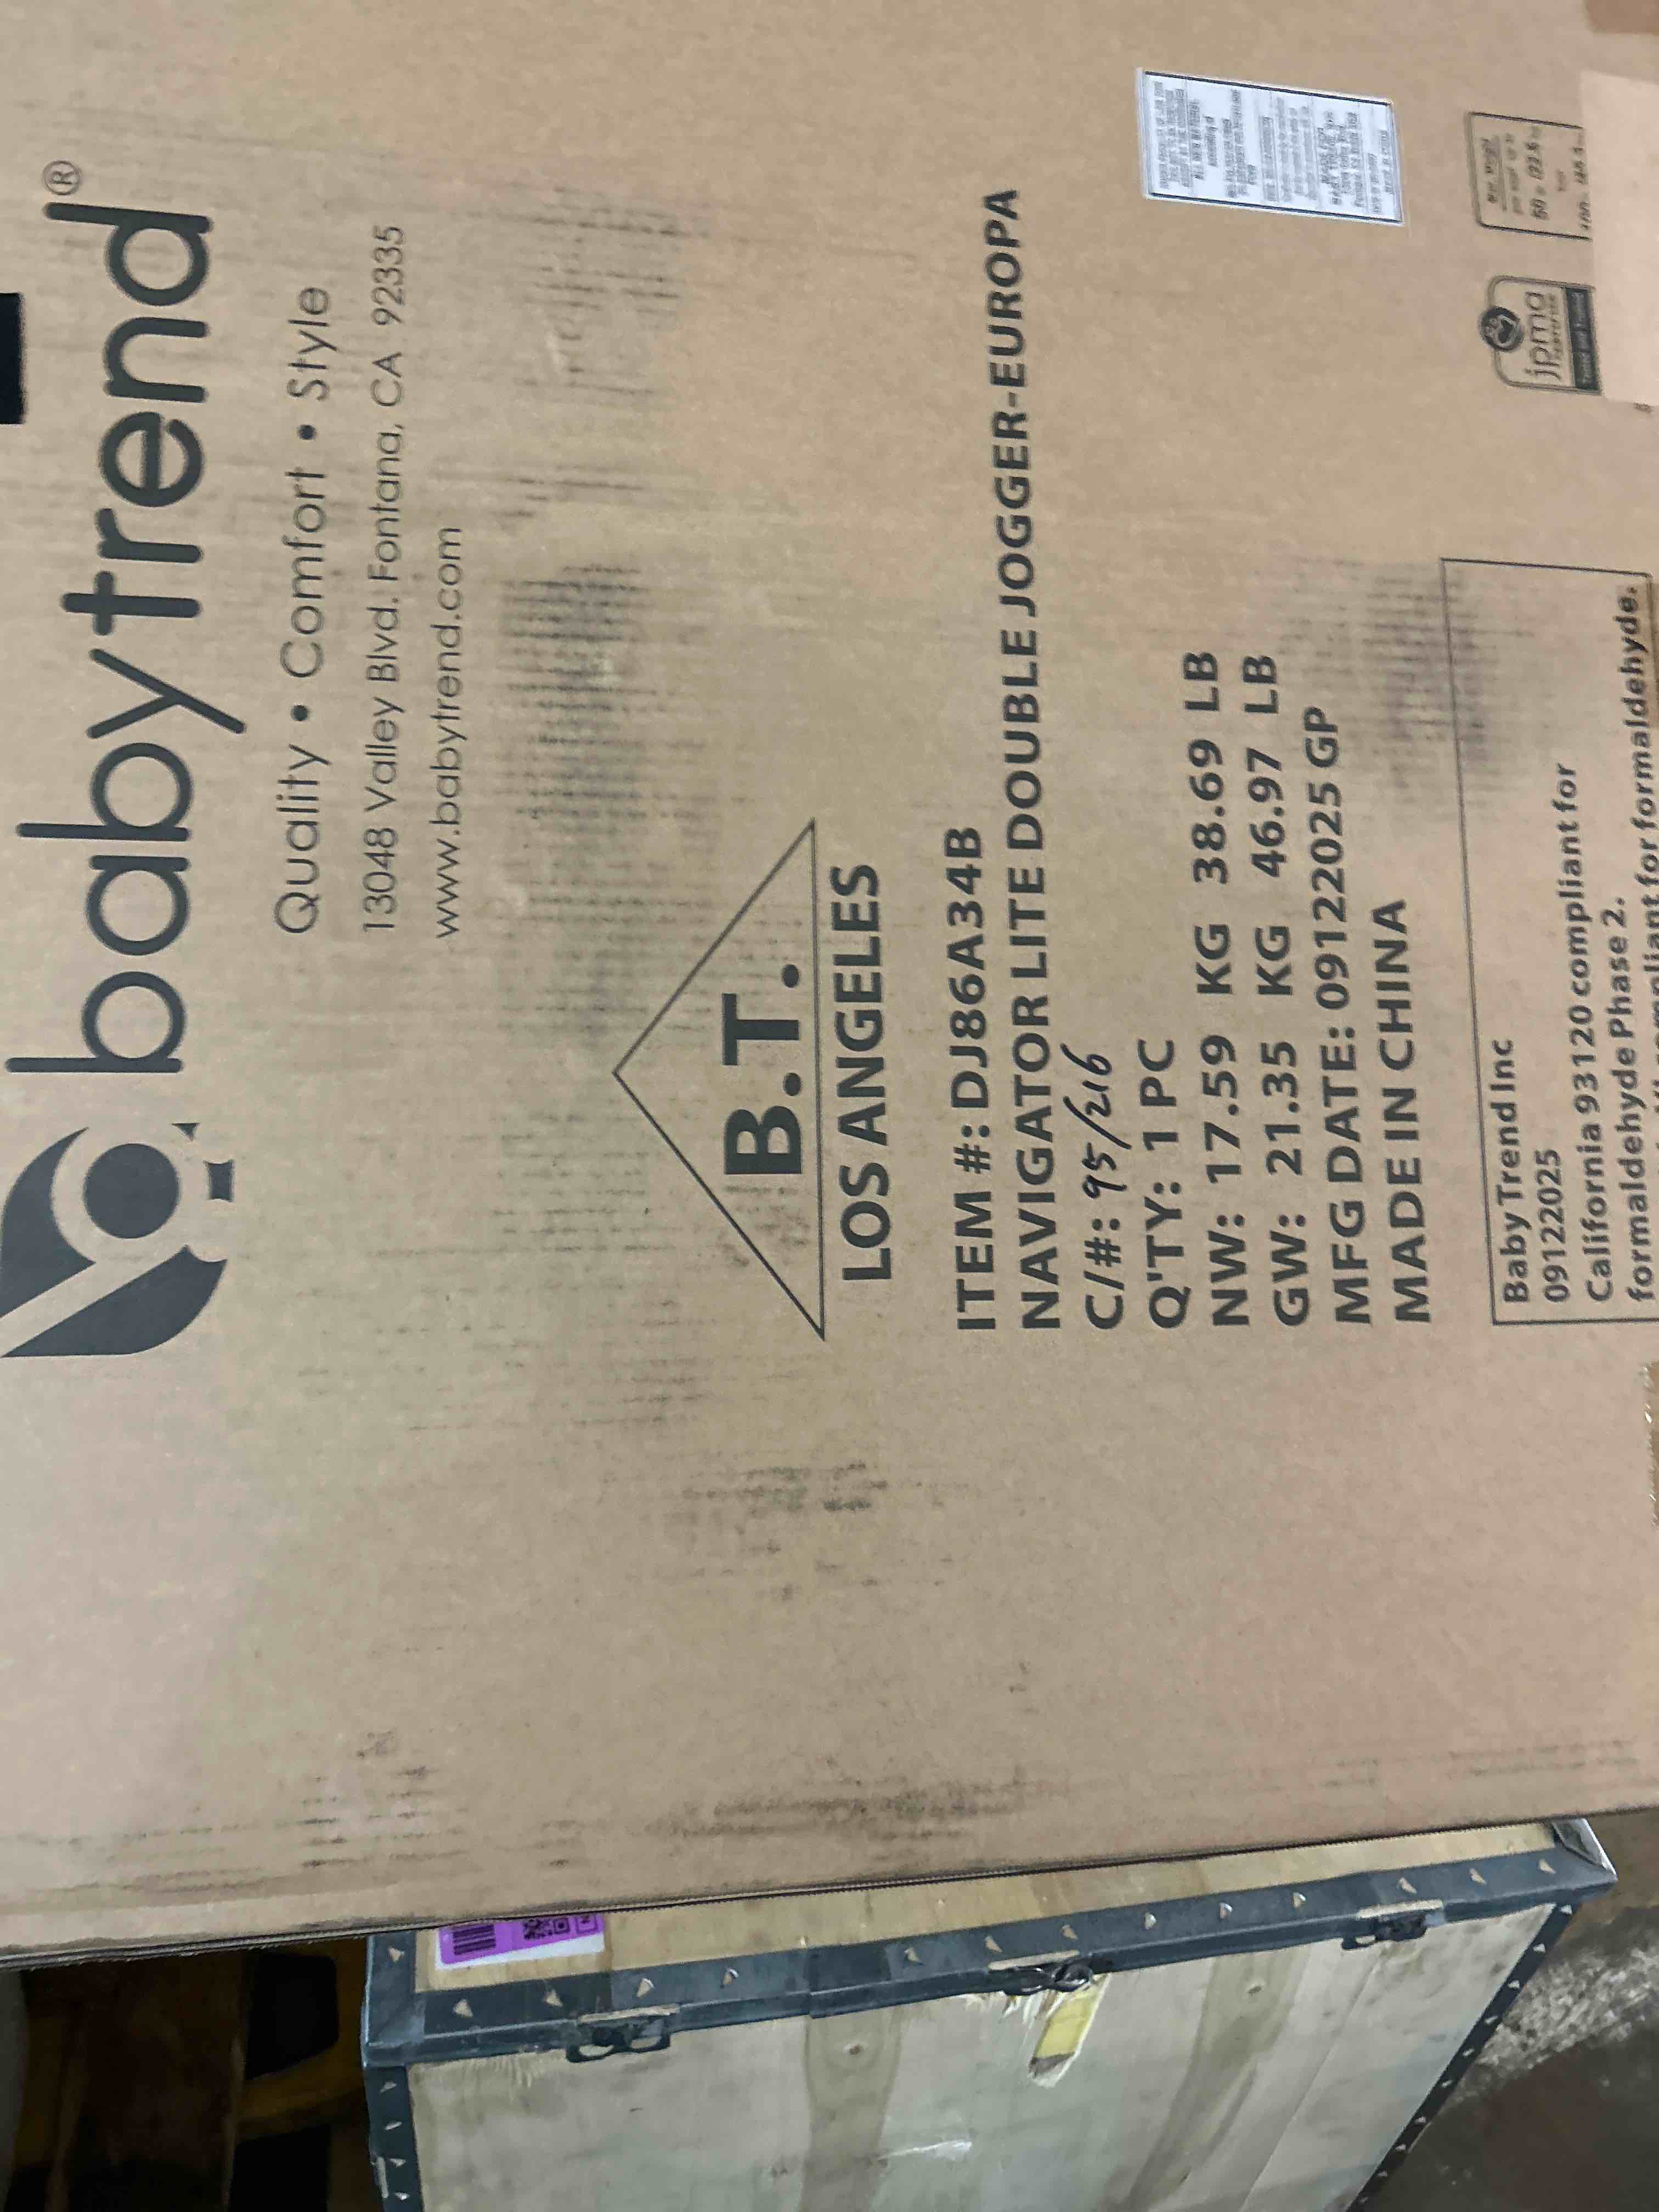 babytrend®
Quality • Comfort • Style
13048 Valley Blvd. Fontana, CA 92335
www.babytrend.com
B.T.
LOS ANGELES
ITEM #: DJ86A34B
NAVIGATOR LITE DOUBLE JOGGER-EUROPA
C/#: 95/216
Q'TY: 1 PC
NW: 17.59 KG 38.69 LB
GW: 21.35 KG 46.97 LB
MFG DATE: 09122025 GP
MADE IN CHINA
Baby Trend Inc
09122025
California 93120 compliant for
formaldehyde Phase 2.
for formaldehyde.
jpma